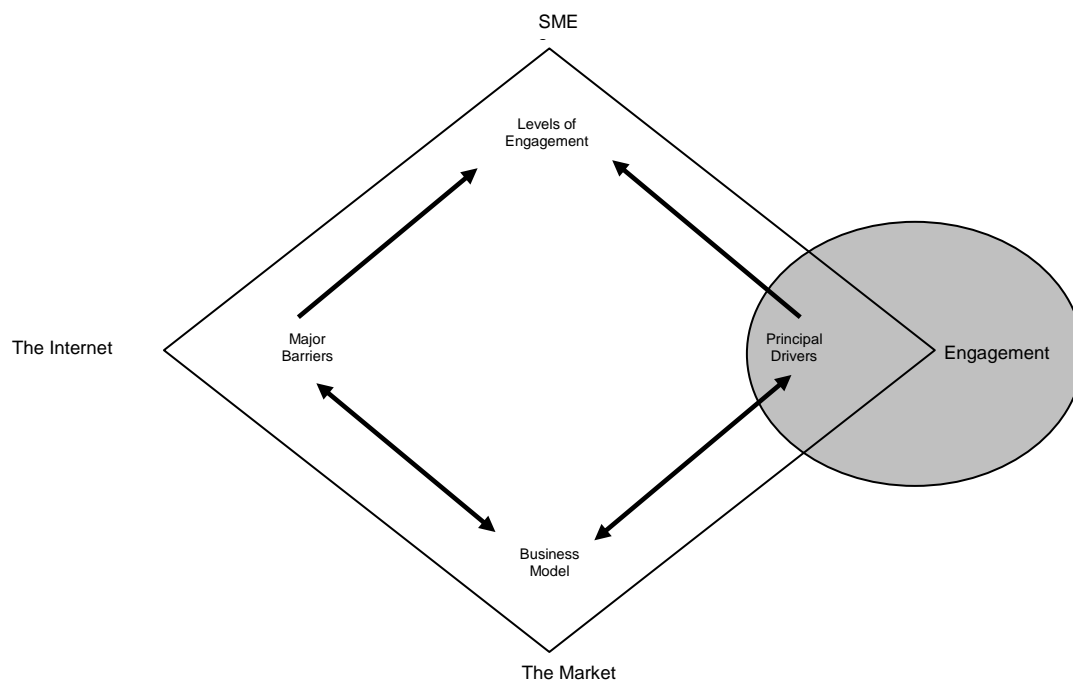 SME
Levels of
Engagement
The Internet
Major
Barriers
Principal
Drivers
Engagement
Business
Model
The Market